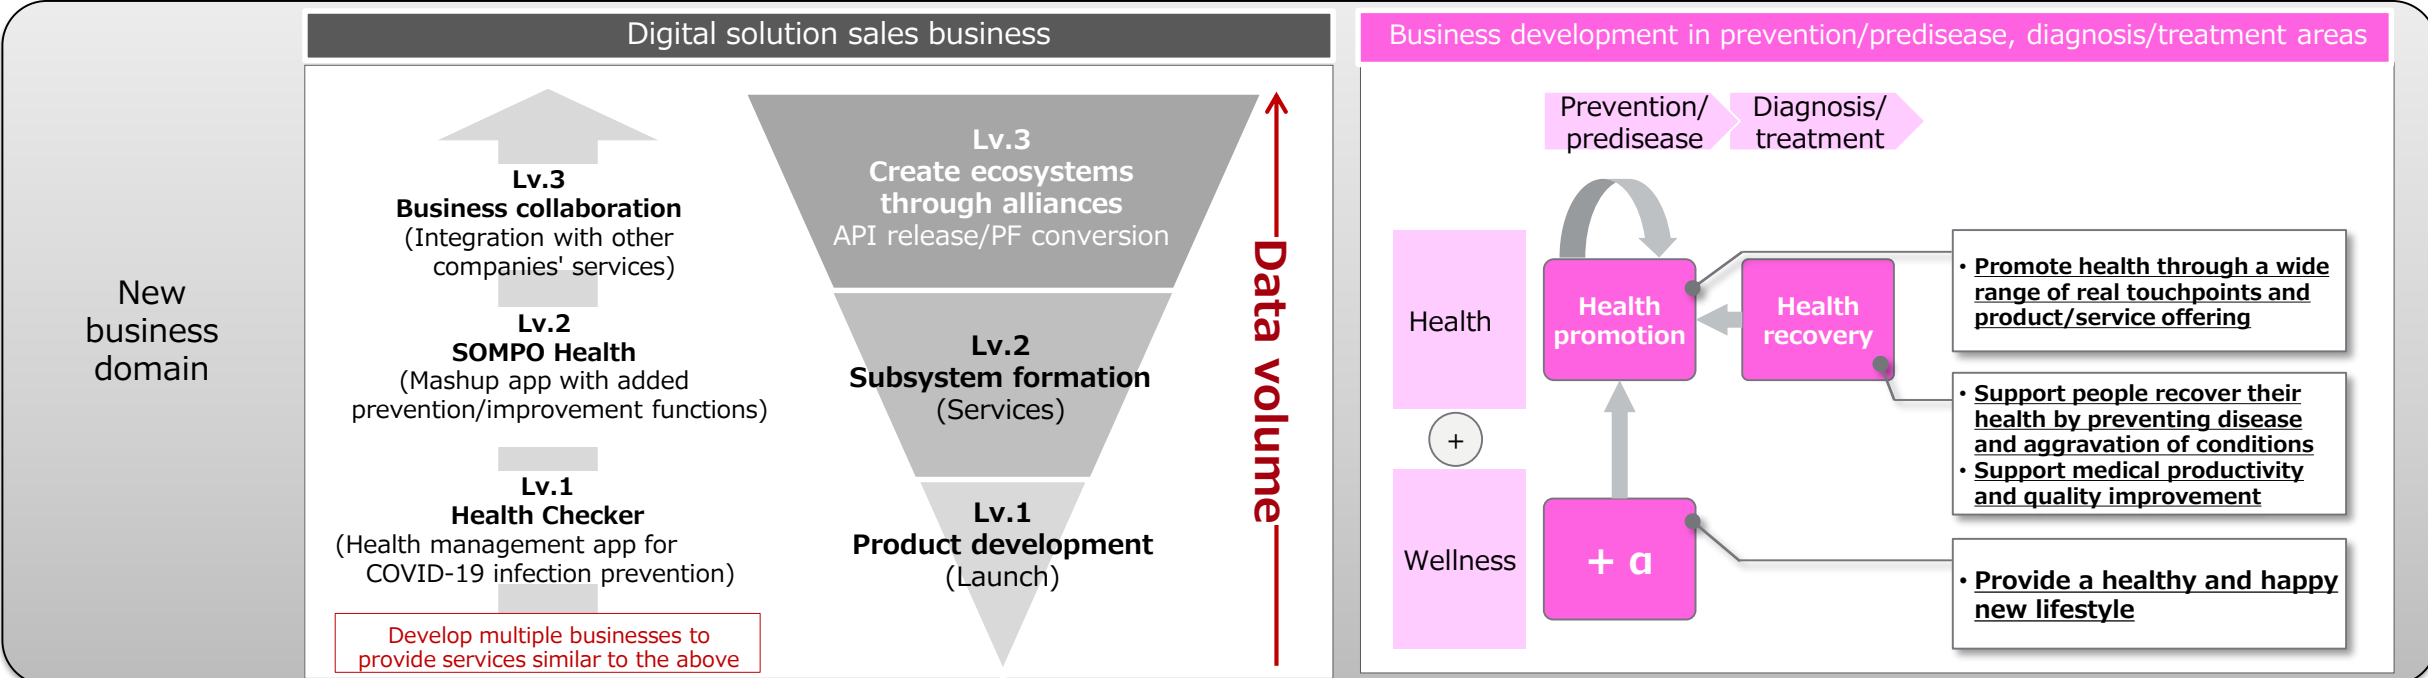 New
business
domain
Digital solution sales business
Lv.3
Business collaboration
(Integration with other
companies' services)
Lv.2
SOMPO Health
(Mashup app with added
prevention/improvement functions)
Lv.1
Health Checker
(Health management app for
COVID-19 infection prevention)
Develop multiple businesses to
provide services similar to the above
Lv.3
Create ecosystems
through alliances
API release/PF conversion
Lv.2
Subsystem formation
(Services)
Lv.1
Product development
(Launch)
Data volume
Business development in prevention/predisease, diagnosis/treatment areas
Prevention/
predisease
Diagnosis/
treatment
Health
+
Wellness
Health
promotion
Health
recovery
+ α
• Promote health through a wide
range of real touchpoints and
product/service offering
• Support people recover their
health by preventing disease
and aggravation of conditions
• Support medical productivity
and quality improvement
• Provide a healthy and happy
new lifestyle